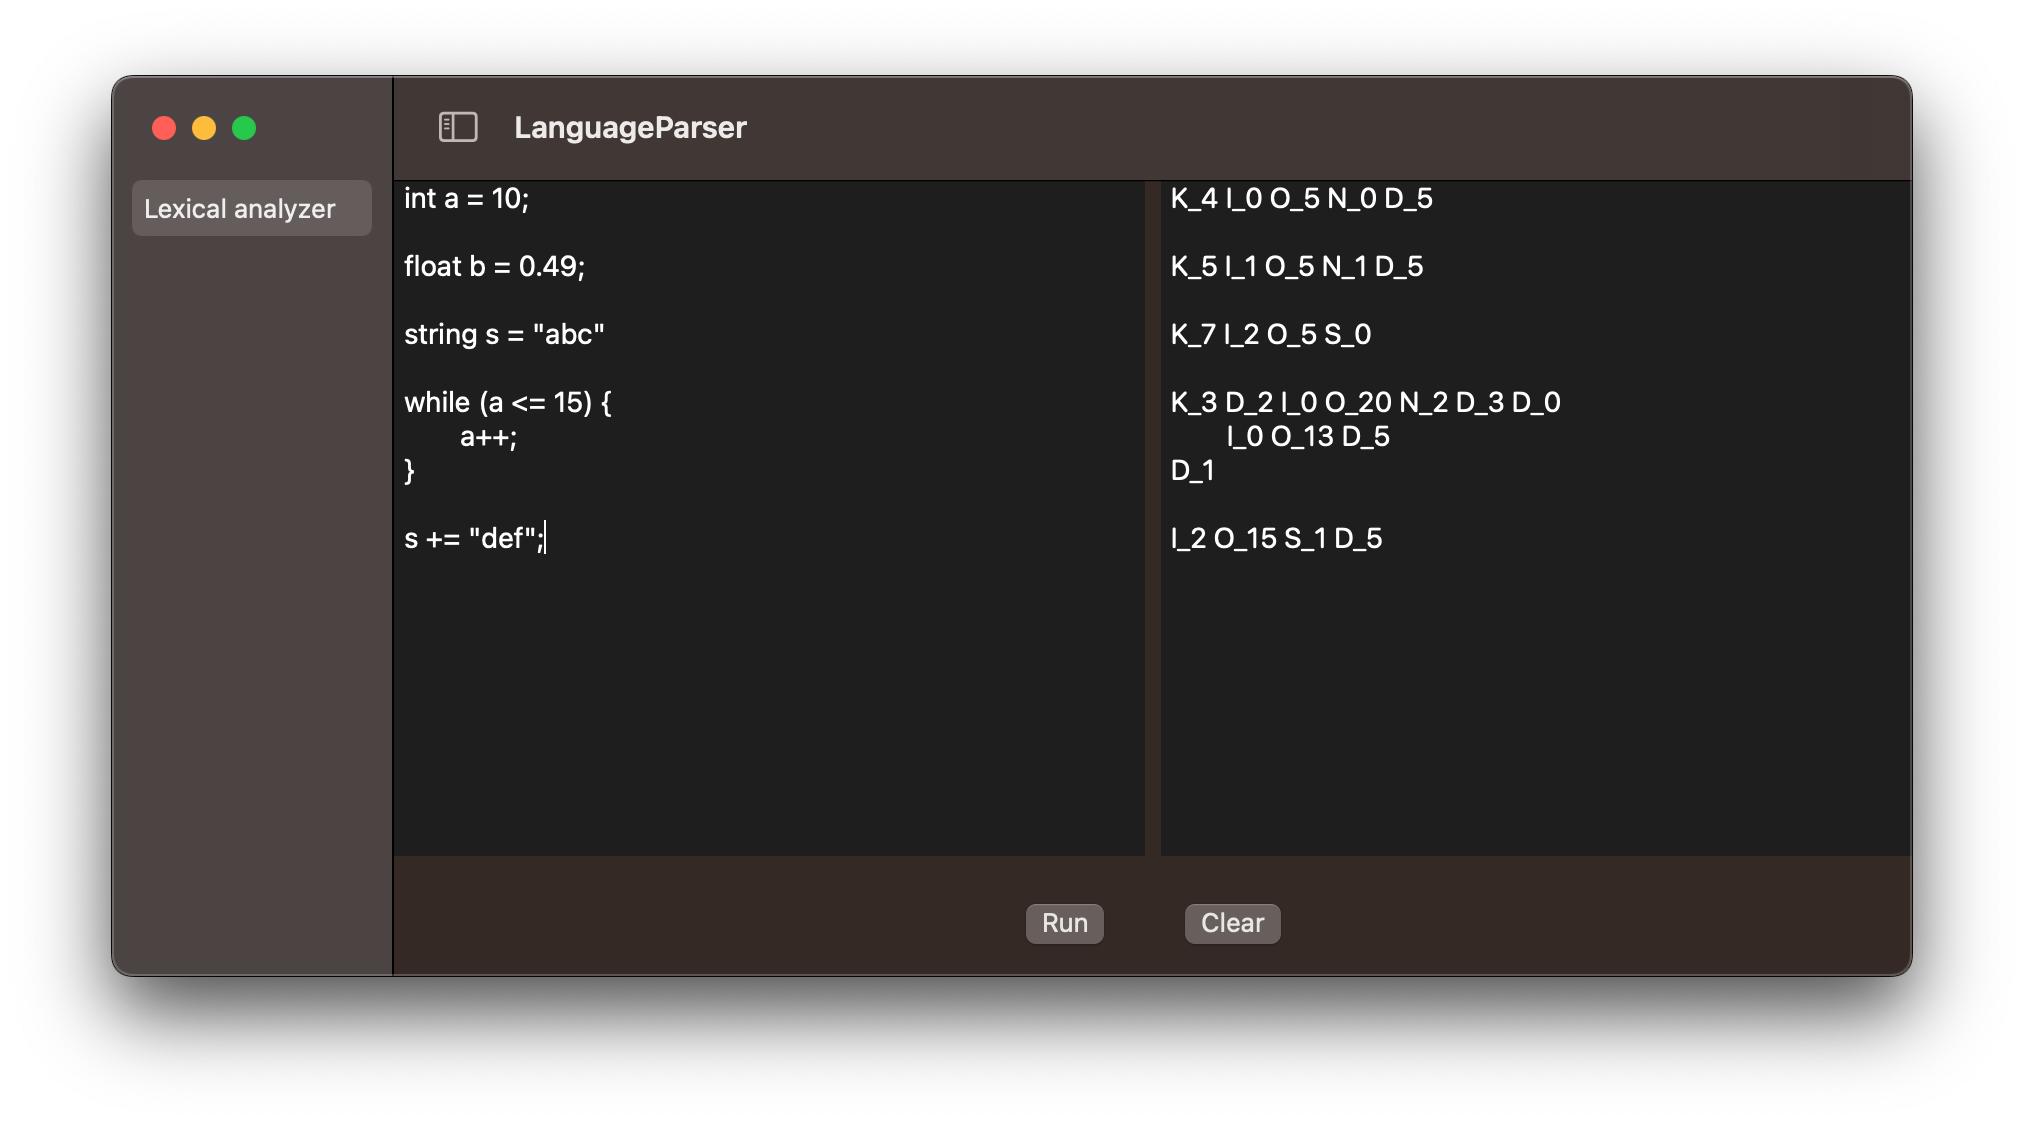 LanguageParser
Lexical analyzer
int a = 10;
float b = 0.49;
string s = "abc"
while (a <= 15) {
a++;
}
s += "def";
K_4 I_0 O_5 N_0 D_5
K_5 I_1 O_5 N_1 D_5
K_7 I_2 O_5 S_0
K_3 D_2 I_0 O_20 N_2 D_3 D_0
I_0 O_13 D_5
D_1
I_2 O_15 S_1 D_5
Run
Clear